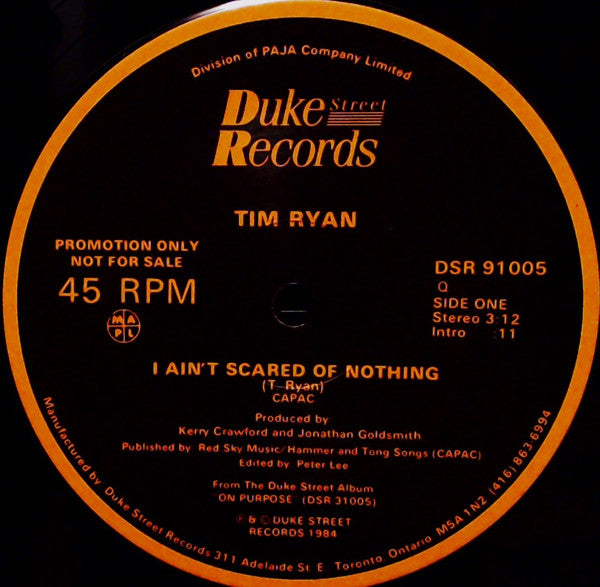 Division of PAJA Company Limited
Duke Street
Records
TIM RYAN
PROMOTION ONLY
NOT FOR SALE
45 RPM
M A
P L
DSR 91005
Q
SIDE ONE
Stereo 3:12
Intro :11
I AIN'T SCARED OF NOTHING
(T. Ryan)
CAPAC
Produced by
Kerry Crawford and Jonathan Goldsmith
Published by Red Sky Music/Hammer and Tong Songs (CAPAC)
Edited by Peter Lee
From The Duke Street Album
"ON PURPOSE" (DSR 31005)
℗ & © DUKE STREET
RECORDS 1984
Manufactured by Duke Street Records 311 Adelaide St. E. Toronto, Ontario M5A 1N2 (416) 863 6994